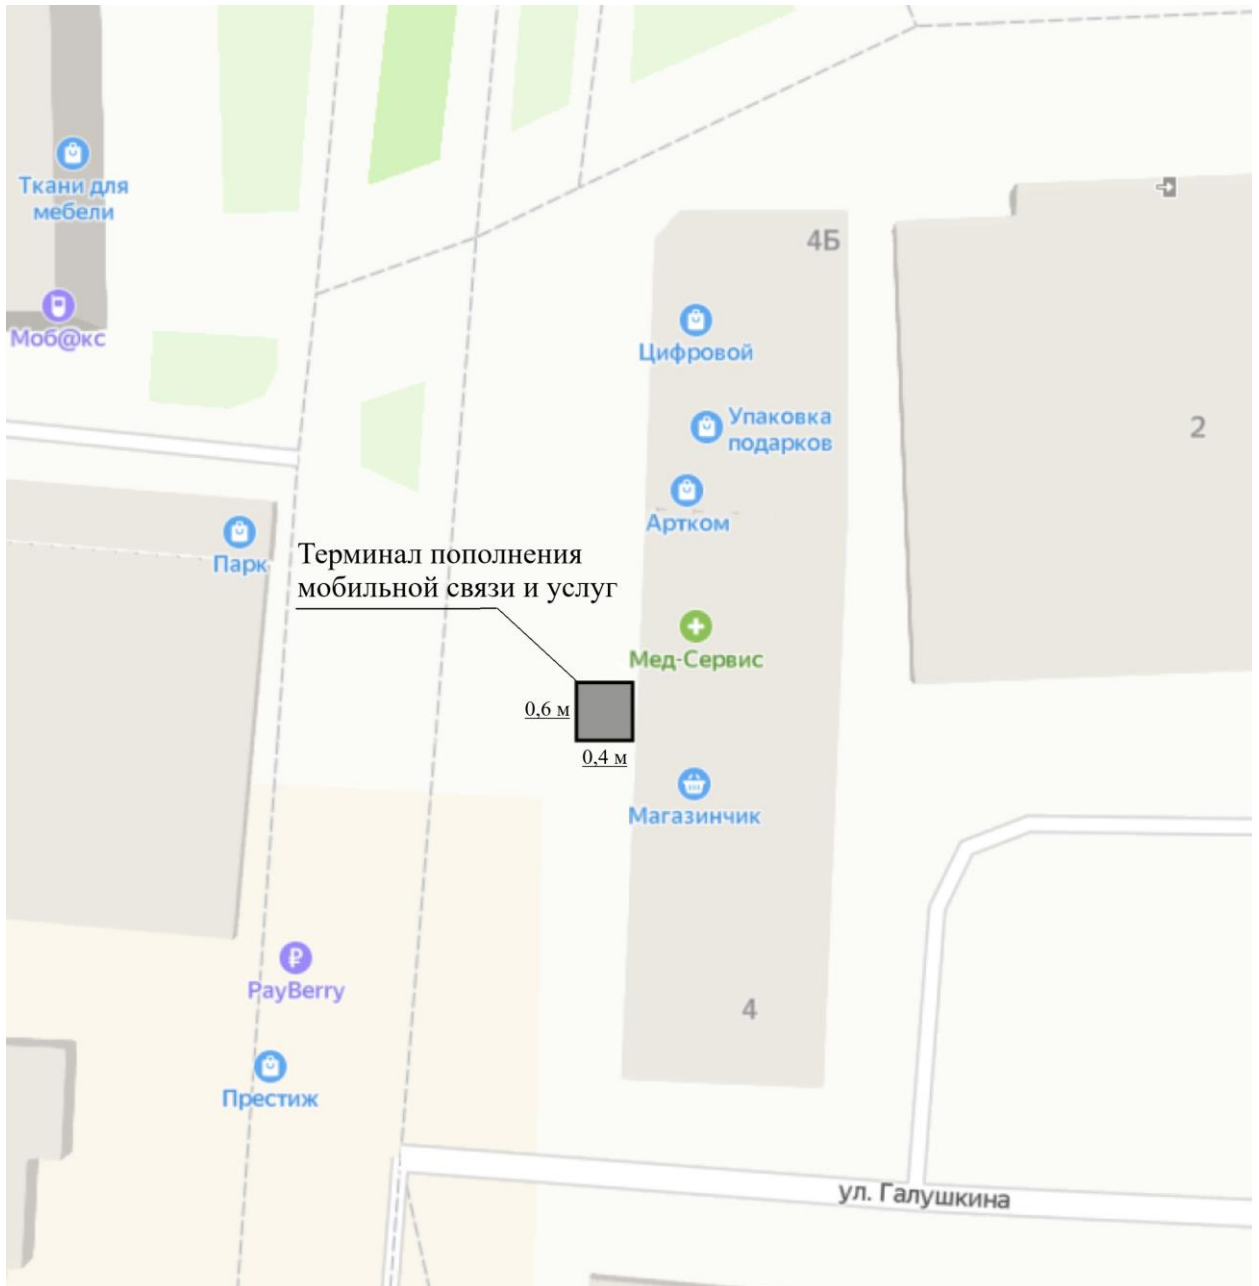 Ткани для
мебели
4Б
Моб@кс
Цифровой
Упаковка
подарков
2
Артком
Парк
Терминал пополнения
мобильной связи и услуг
Мед-Сервис
0,6 м
0,4 м
Магазинчик
₽
PayBerry
4
Престиж
ул. Галушкина